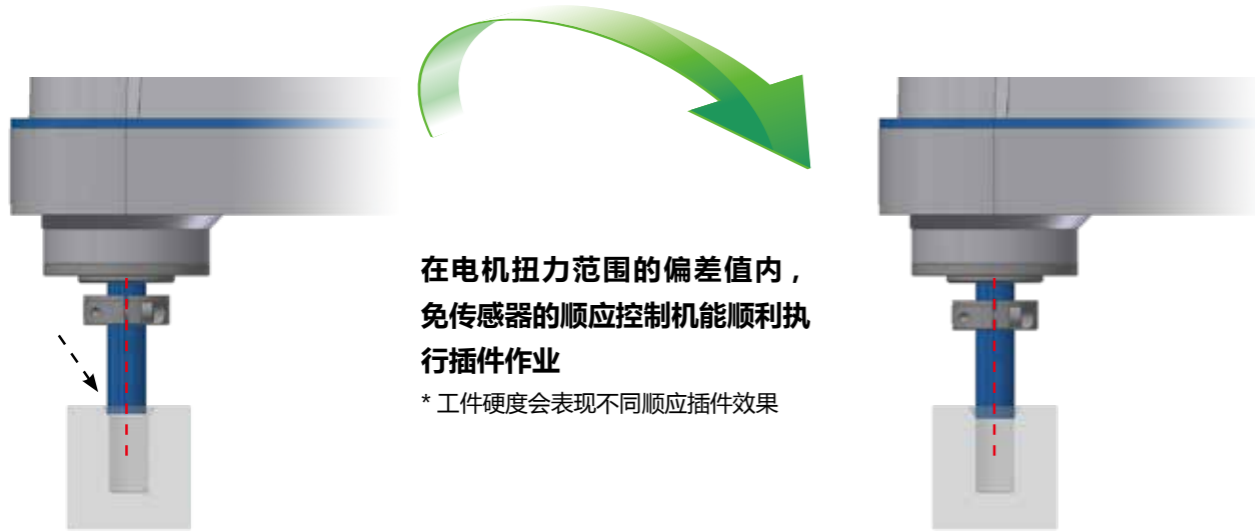 在电机扭力范围的偏差值内，
免传感器的顺应控制机能顺利执
行插件作业
* 工件硬度会表现不同顺应插件效果